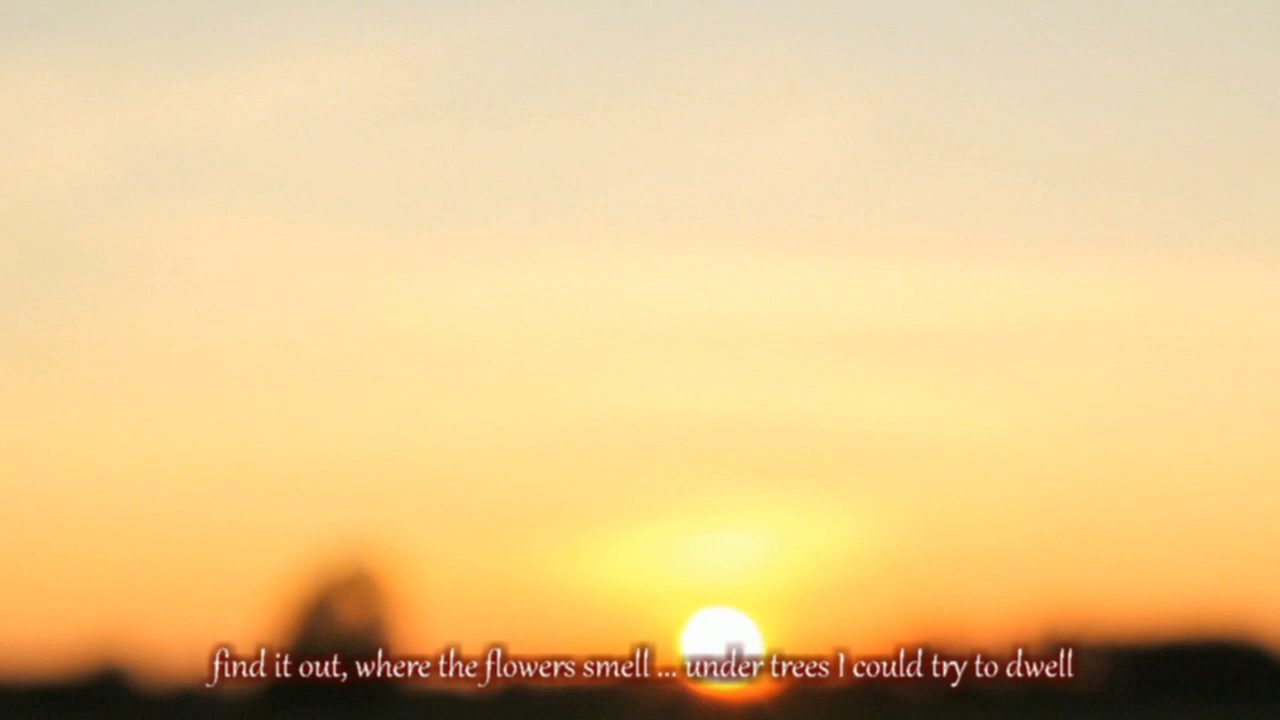 find it out, where the flowers smell ... under trees I could try to dwell